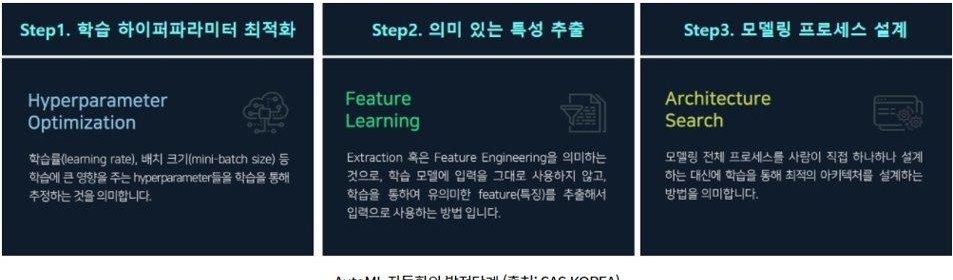 Step1. 학습 하이퍼파라미터 최적화
Hyperparameter
Optimization
학습률(learning rate), 배치 크기(mini-batch size) 등
학습에 큰 영향을 주는 hyperparameter들을 학습을 통해
추정하는 것을 의미합니다.
Step2. 의미 있는 특성 추출
Feature
Learning
Extraction 혹은 Feature Engineering을 의미하는
것으로, 학습 모델에 입력을 그대로 사용하지 않고,
학습을 통하여 유의미한 feature(특징)를 추출해서
입력으로 사용하는 방법 입니다.
Step3. 모델링 프로세스 설계
Architecture
Search
모델링 전체 프로세스를 사람이 직접 하나하나 설계
하는 대신에 학습을 통해 최적의 아키텍처를 설계하는
방법을 의미합니다.
AutoML 자동화의 발전단계 (출처: SAS KOREA)